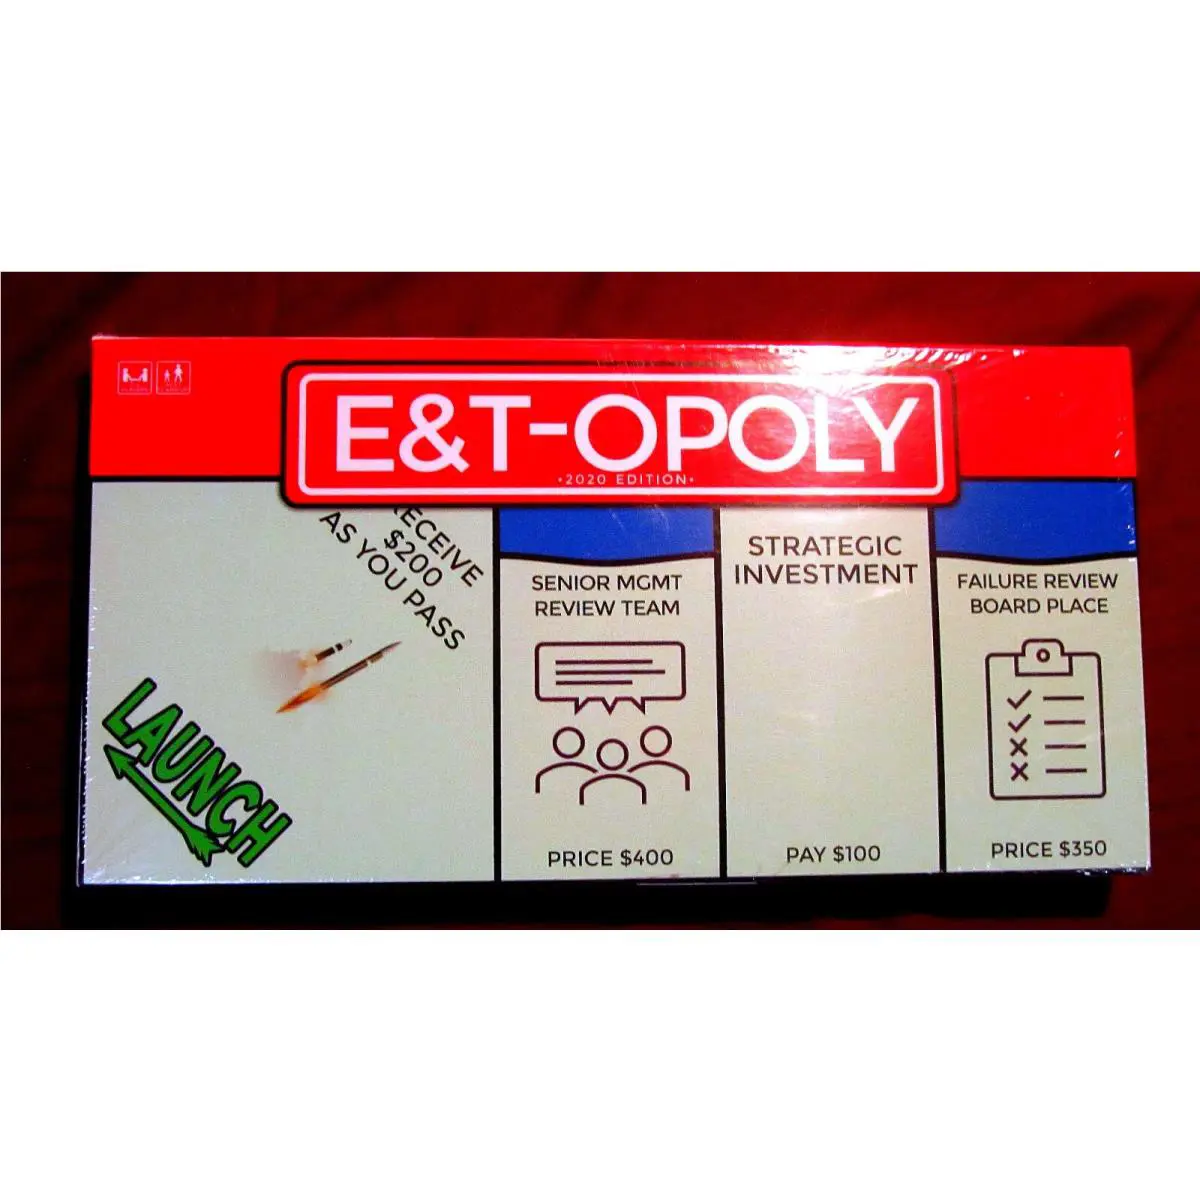 E&T-OPOLY
·2020 EDITION·
RECEIVE
$200
AS YOU PASS
LAUNCH
SENIOR MGMT
REVIEW TEAM
PRICE $400
STRATEGIC
INVESTMENT
PAY $100
FAILURE REVIEW
BOARD PLACE
PRICE $350